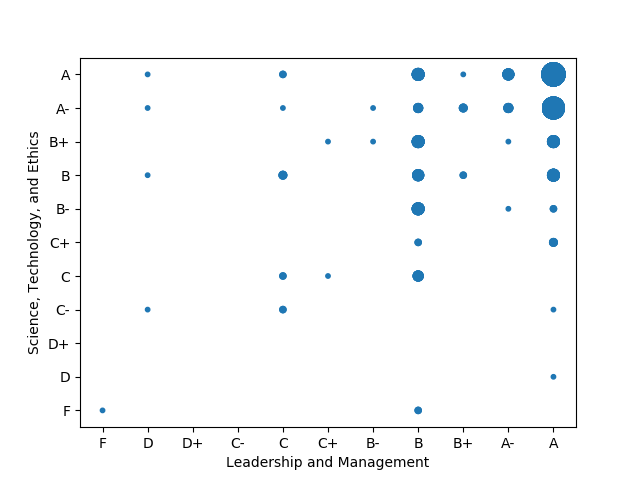 Science, Technology, and Ethics
A
A-
B+
B
B-
C+
C
C-
D+
D
F
F D D+ C- C C+ B- B B+ A- A
Leadership and Management